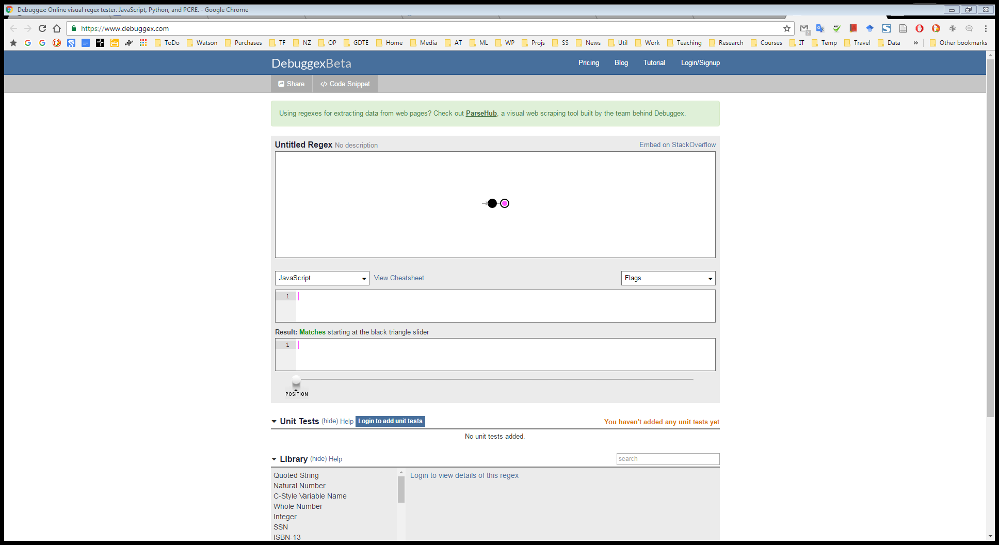 Debuggex: Online visual regex tester. JavaScript, Python, and PCRE. - Google Chrome
https://www.debuggex.com
ToDo Watson Purchases TF NZ OP GDTE Home Media AT ML WP Projs SS News Util Work Teaching Research Courses IT Temp Travel Data » Other bookmarks
DebuggexBeta Pricing Blog Tutorial Login/Signup
Share </> Code Snippet
Using regexes for extracting data from web pages? Check out ParseHub, a visual web scraping tool built by the team behind Debuggex.
Untitled Regex No description Embed on StackOverflow
JavaScript View Cheatsheet Flags
1
Result: Matches starting at the black triangle slider
1
POSITION
Unit Tests (hide) Help Login to add unit tests You haven't added any unit tests yet
No unit tests added.
Library (hide) Help search
Quoted String Login to view details of this regex
Natural Number
C-Style Variable Name
Whole Number
Integer
SSN
ISBN-13